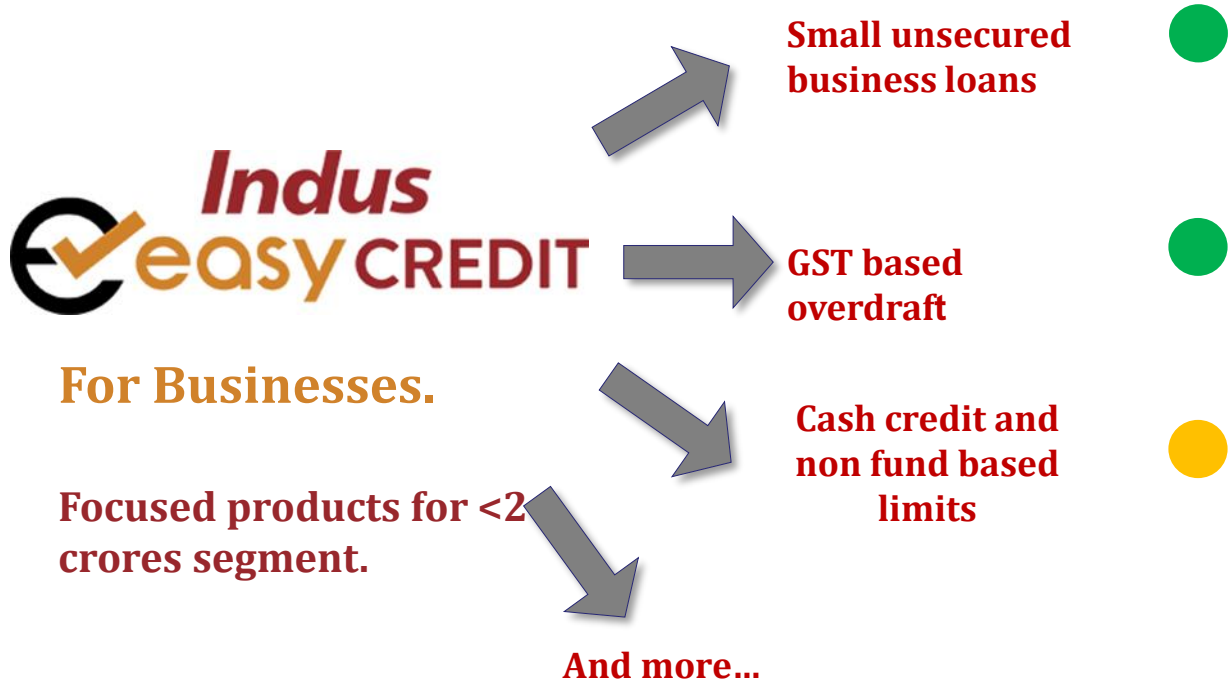 Small unsecured
business loans
Indus
easy CREDIT
GST based
overdraft
For Businesses.
Cash credit and
non fund based
limits
Focused products for <2
crores segment.
And more…